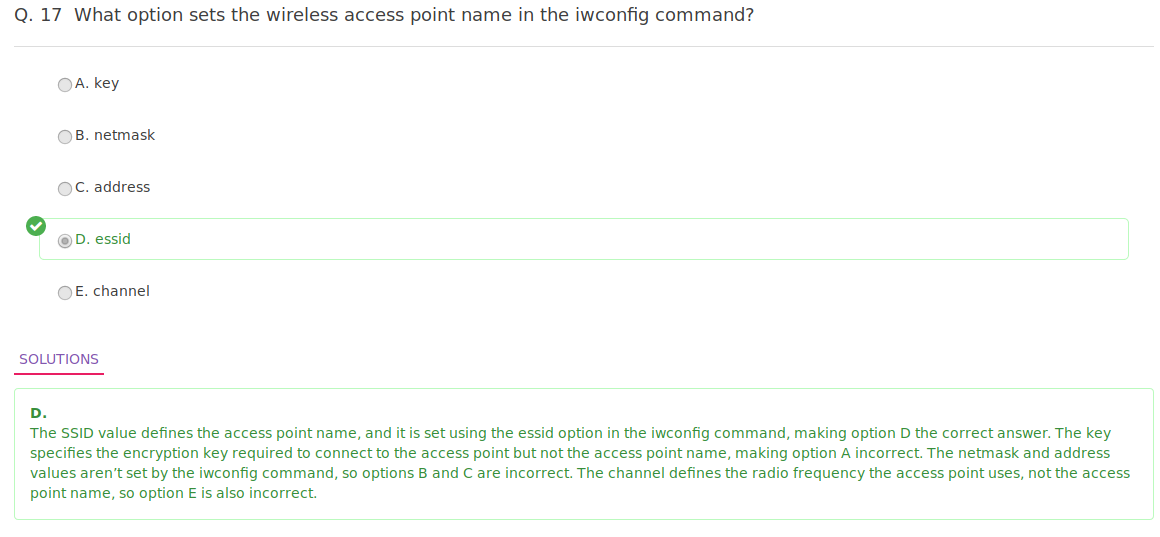 Q. 17 What option sets the wireless access point name in the iwconfig command?
A. key
B. netmask
C. address
D. essid
E. channel
SOLUTIONS
D.
The SSID value defines the access point name, and it is set using the essid option in the iwconfig command, making option D the correct answer. The key
specifies the encryption key required to connect to the access point but not the access point name, making option A incorrect. The netmask and address
values aren’t set by the iwconfig command, so options B and C are incorrect. The channel defines the radio frequency the access point uses, not the access
point name, so option E is also incorrect.